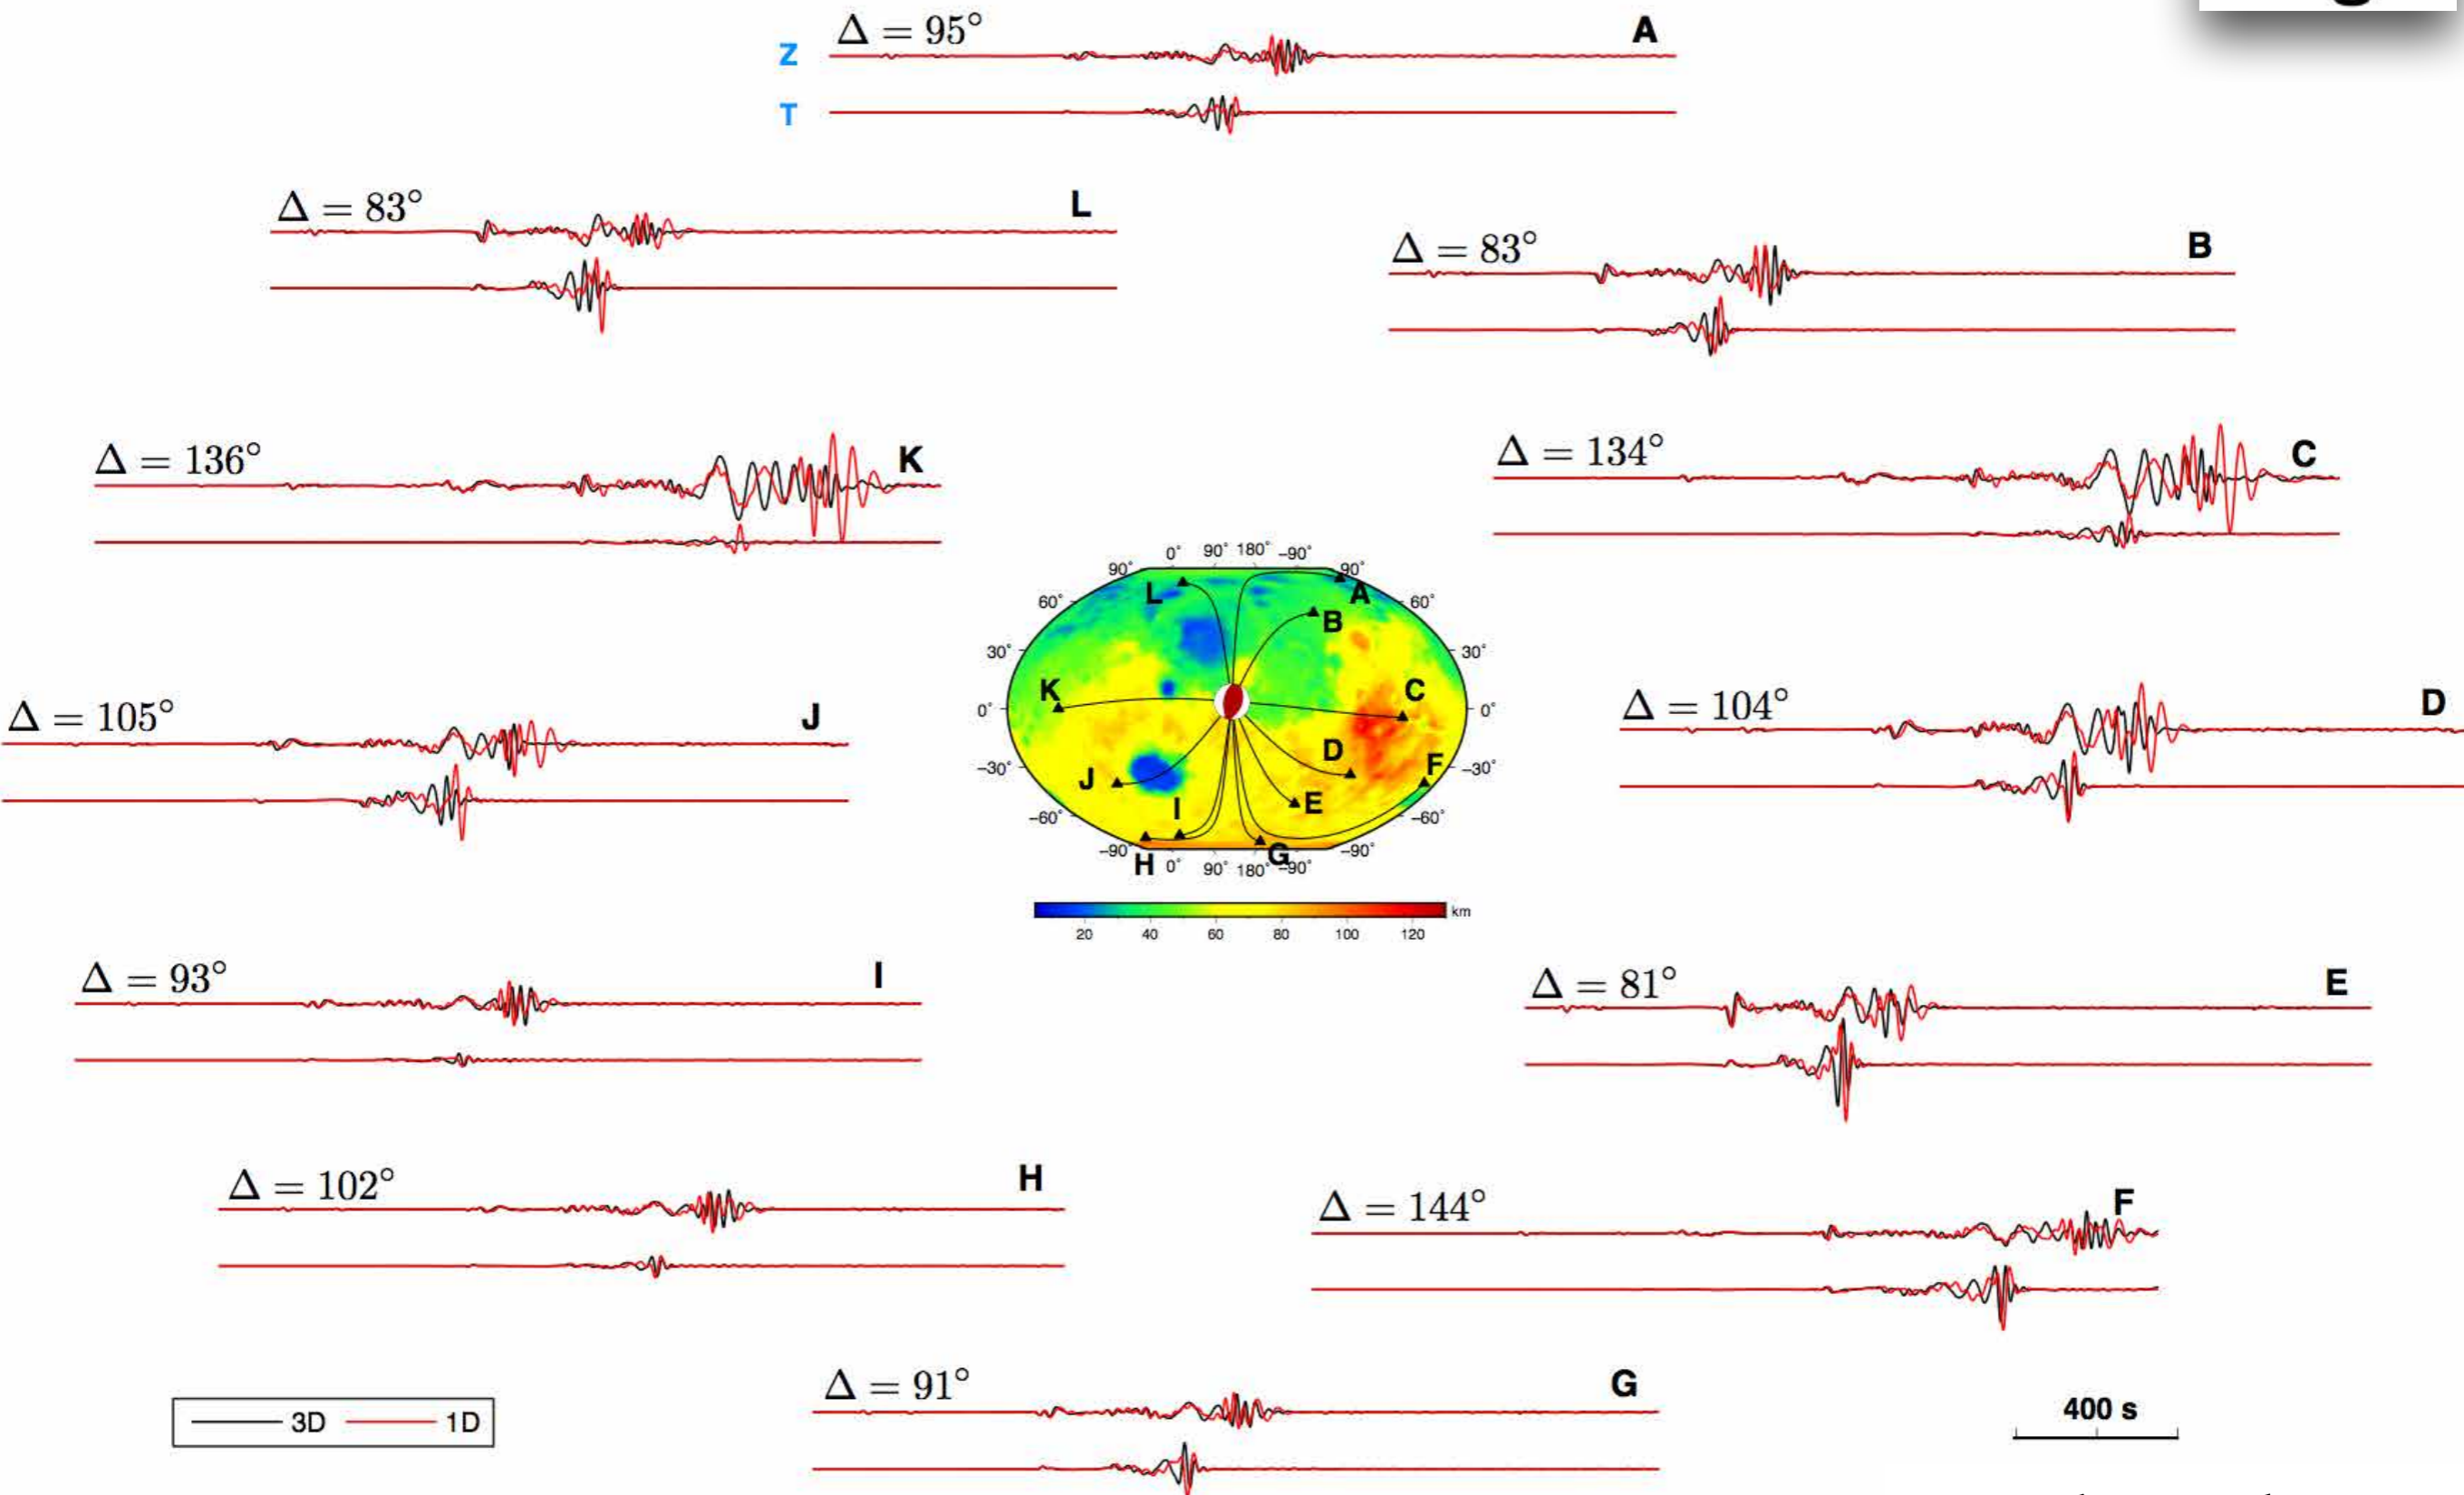 Δ = 95° A
Z
T
Δ = 83° L
Δ = 83° B
Δ = 136° K
Δ = 134° C
0° 90° 180° −90°
90° 90°
L A
60° 60°
B
30° 30°
K C
0° 0°
D
F
−30° −30°
J
I E
−60° −60°
−90° −90°
H G
0° 90° 180° −90°
km
20 40 60 80 100 120
Δ = 105° J
Δ = 104° D
Δ = 93° I
Δ = 81° E
Δ = 102° H
Δ = 144° F
Δ = 91° G
3D 1D
400 s